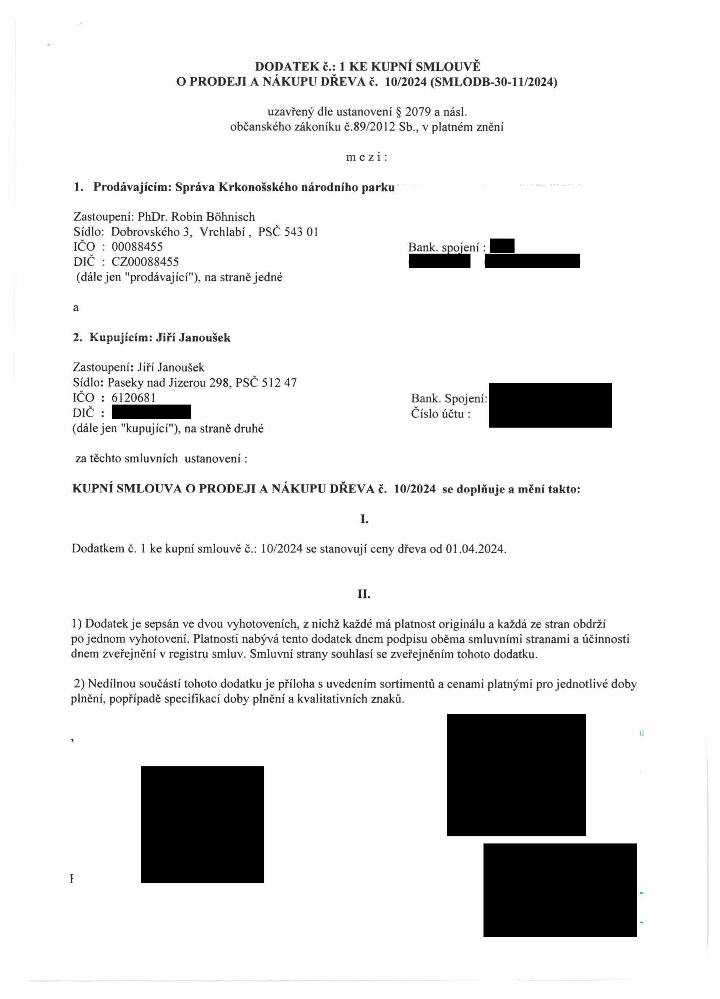 DODATEK č.: 1 KE KUPNÍ SMLOUVĚ
O PRODEJI A NÁKUPU DŘEVA č. 10/2024 (SMLODB-30-11/2024)
uzavřený dle ustanovení § 2079 a násl.
občanského zákoníku č.89/2012 Sb., v platném znění
m e z i :
1. Prodávajícím: Správa Krkonošského národního parku
Zastoupení: PhDr. Robin Böhnisch
Sídlo: Dobrovského 3, Vrchlabí , PSČ 543 01
IČO : 00088455
Bank. spojení :
DIČ : CZ00088455
(dále jen "prodávající"), na straně jedné
a
2. Kupujícím: Jiří Janoušek
Zastoupení: Jiří Janoušek
Sídlo: Paseky nad Jizerou 298, PSČ 512 47
IČO : 6120681
Bank. Spojení:
DIČ :
Číslo účtu :
(dále jen "kupující"), na straně druhé
za těchto smluvních ustanovení :
KUPNÍ SMLOUVA O PRODEJI A NÁKUPU DŘEVA č. 10/2024 se doplňuje a mění takto:
I.
Dodatkem č. 1 ke kupní smlouvě č.: 10/2024 se stanovují ceny dřeva od 01.04.2024.
II.
1) Dodatek je sepsán ve dvou vyhotoveních, z nichž každé má platnost originálu a každá ze stran obdrží
po jednom vyhotovení. Platnosti nabývá tento dodatek dnem podpisu oběma smluvními stranami a účinnosti
dnem zveřejnění v registru smluv. Smluvní strany souhlasí se zveřejněním tohoto dodatku.
2) Nedílnou součástí tohoto dodatku je příloha s uvedením sortimentů a cenami platnými pro jednotlivé doby
plnění, popřípadě specifikací doby plnění a kvalitativních znaků.